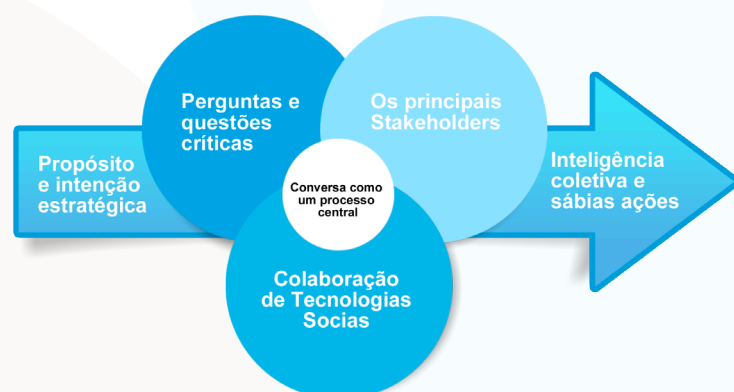 Propósito
e intenção
estratégica
Perguntas e
questões
críticas
Os principais
Stakeholders
Conversa como
um processo
central
Colaboração
de Tecnologias
Socias
Inteligência
coletiva e
sábias ações